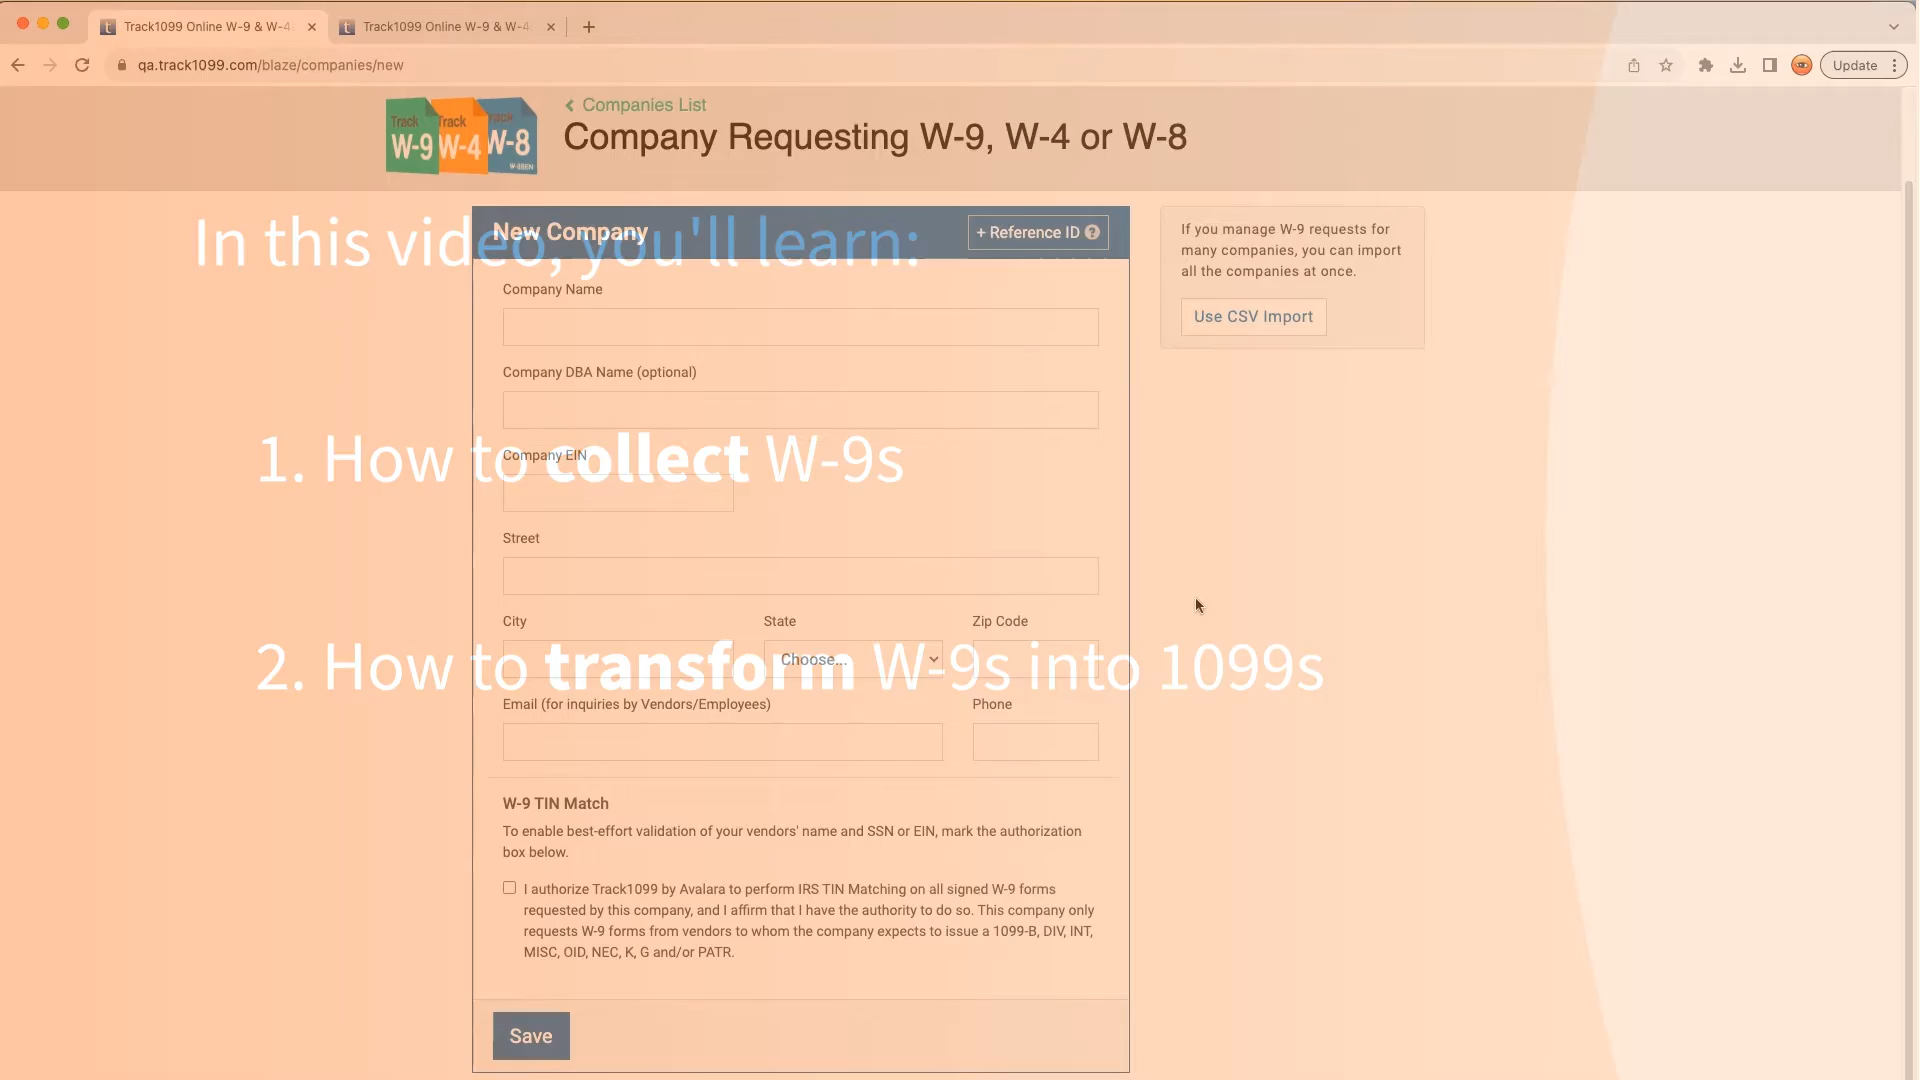 Track1099 Online W-9 & W-4
Track1099 Online W-9 & W-4
qa.track1099.com/blaze/companies/new
Update
Track W-9
Track W-4
Track W-8
W-8BEN
Companies List
Company Requesting W-9, W-4 or W-8
In this video, you'll learn:
New Company
+ Reference ID
If you manage W-9 requests for
many companies, you can import
all the companies at once.
Use CSV Import
Company Name
Company DBA Name (optional)
Company EIN
1. How to collect W-9s
Street
City
State
Zip Code
Choose...
2. How to transform W-9s into 1099s
Email (for inquiries by Vendors/Employees)
Phone
W-9 TIN Match
To enable best-effort validation of your vendors' name and SSN or EIN, mark the authorization
box below.
I authorize Track1099 by Avalara to perform IRS TIN Matching on all signed W-9 forms
requested by this company, and I affirm that I have the authority to do so. This company only
requests W-9 forms from vendors to whom the company expects to issue a 1099-B, DIV, INT,
MISC, OID, NEC, K, G and/or PATR.
Save